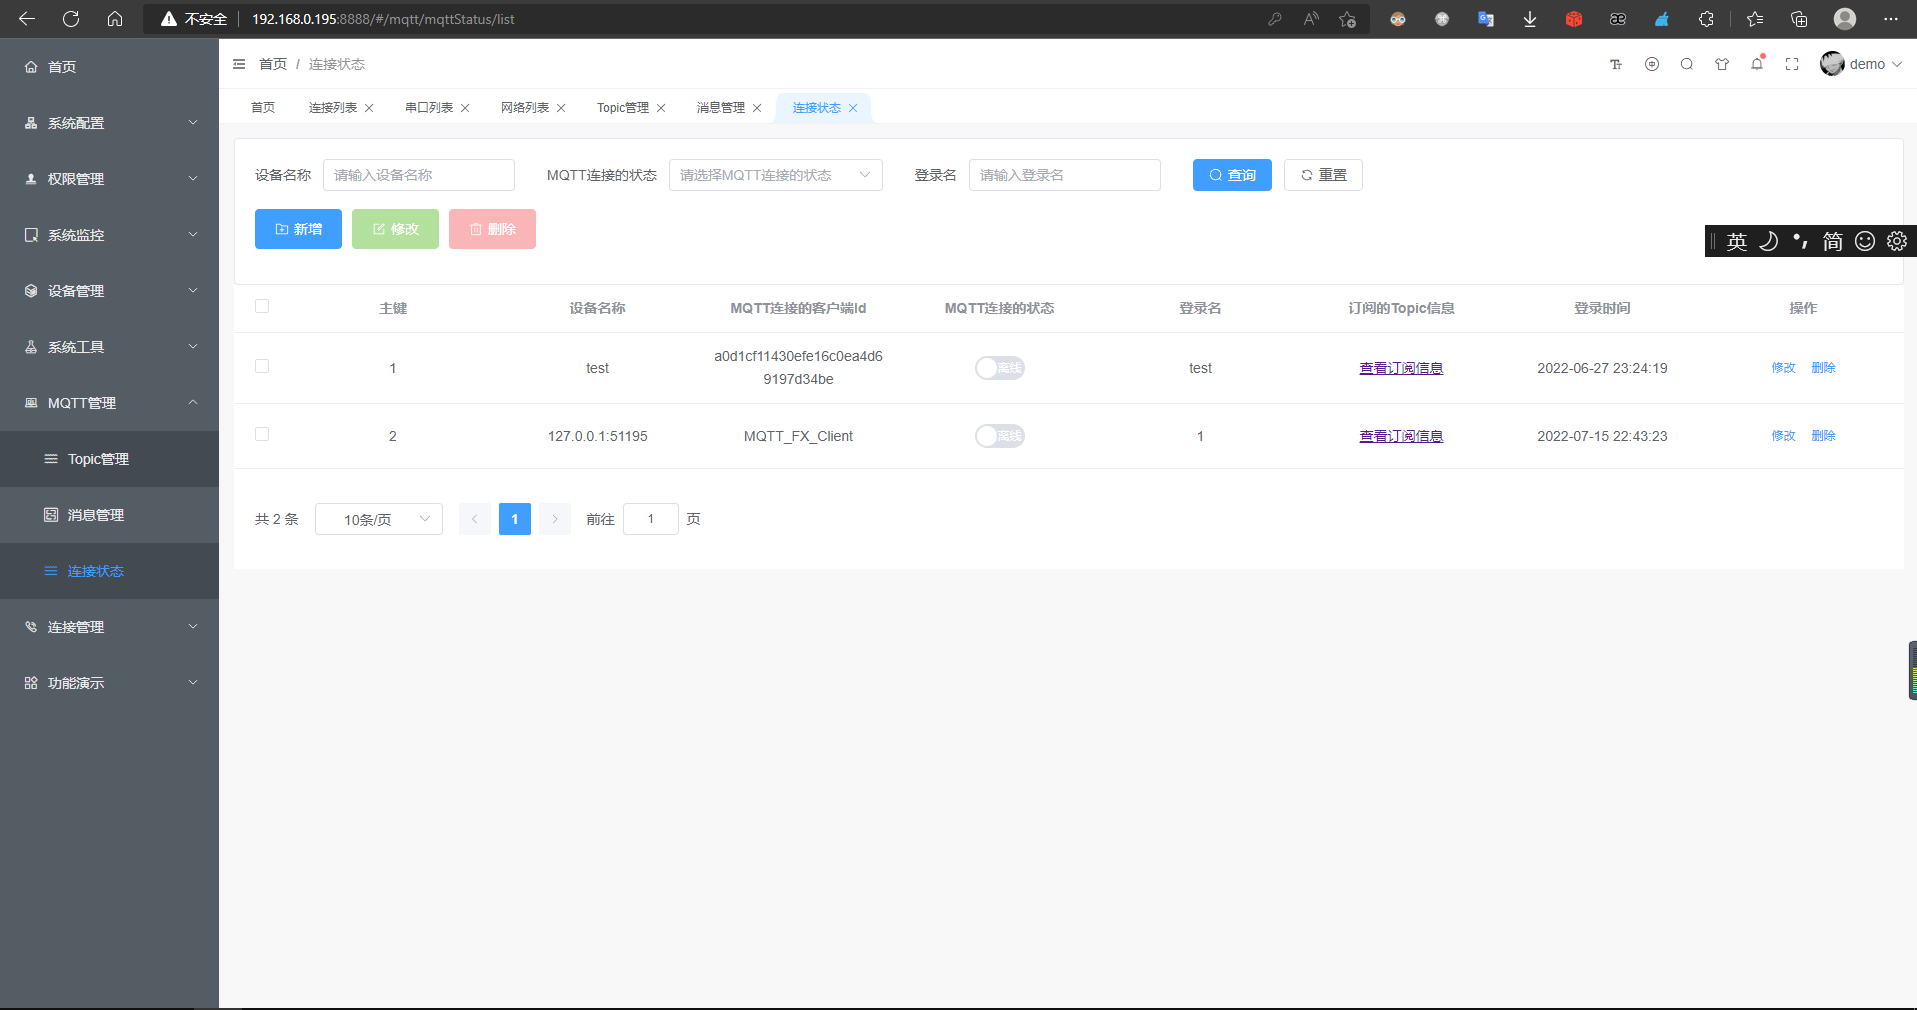 不安全 192.168.0.195:8888/#/mqtt/mqttStatus/list
首页 / 连接状态
demo
首页 连接列表 串口列表 网络列表 Topic管理 消息管理 连接状态
首页
系统配置
权限管理
系统监控
设备管理
系统工具
MQTT管理
Topic管理
消息管理
连接状态
连接管理
功能演示
设备名称 请输入设备名称 MQTT连接的状态 请选择MQTT连接的状态 登录名 请输入登录名 查询 重置
新增 修改 删除
英 简
主键 设备名称 MQTT连接的客户端Id MQTT连接的状态 登录名 订阅的Topic信息 登录时间 操作
1 test a0d1cf11430efe16c0ea4d6
9197d34be 离线 test 查看订阅信息 2022-06-27 23:24:19 修改 删除
2 127.0.0.1:51195 MQTT_FX_Client 离线 1 查看订阅信息 2022-07-15 22:43:23 修改 删除
共 2 条 10条/页 1 前往 1 页